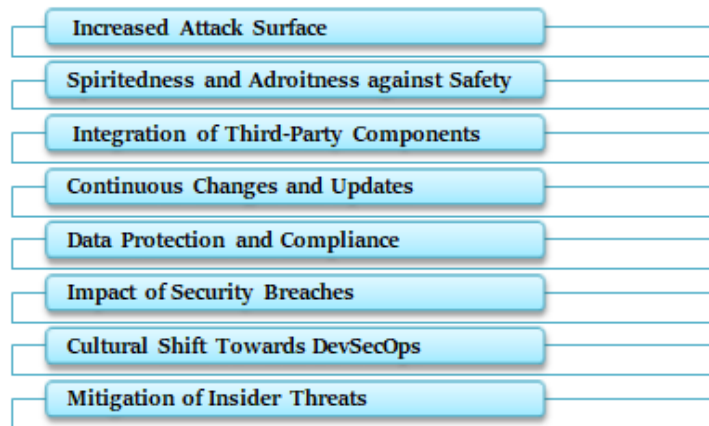 Increased Attack Surface
Spiritedness and Adroitness against Safety
Integration of Third-Party Components
Continuous Changes and Updates
Data Protection and Compliance
Impact of Security Breaches
Cultural Shift Towards DevSecOps
Mitigation of Insider Threats